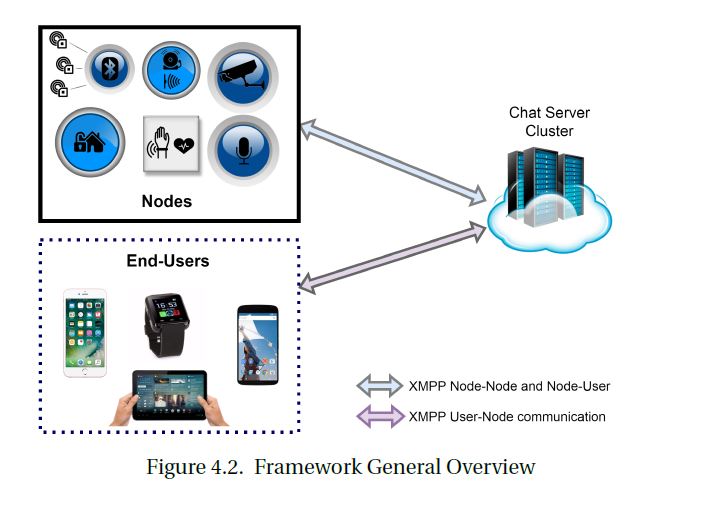 Chat Server
Cluster
Nodes
End-Users
16:53
XMPP Node-Node and Node-User
XMPP User-Node communication
Figure 4.2. Framework General Overview